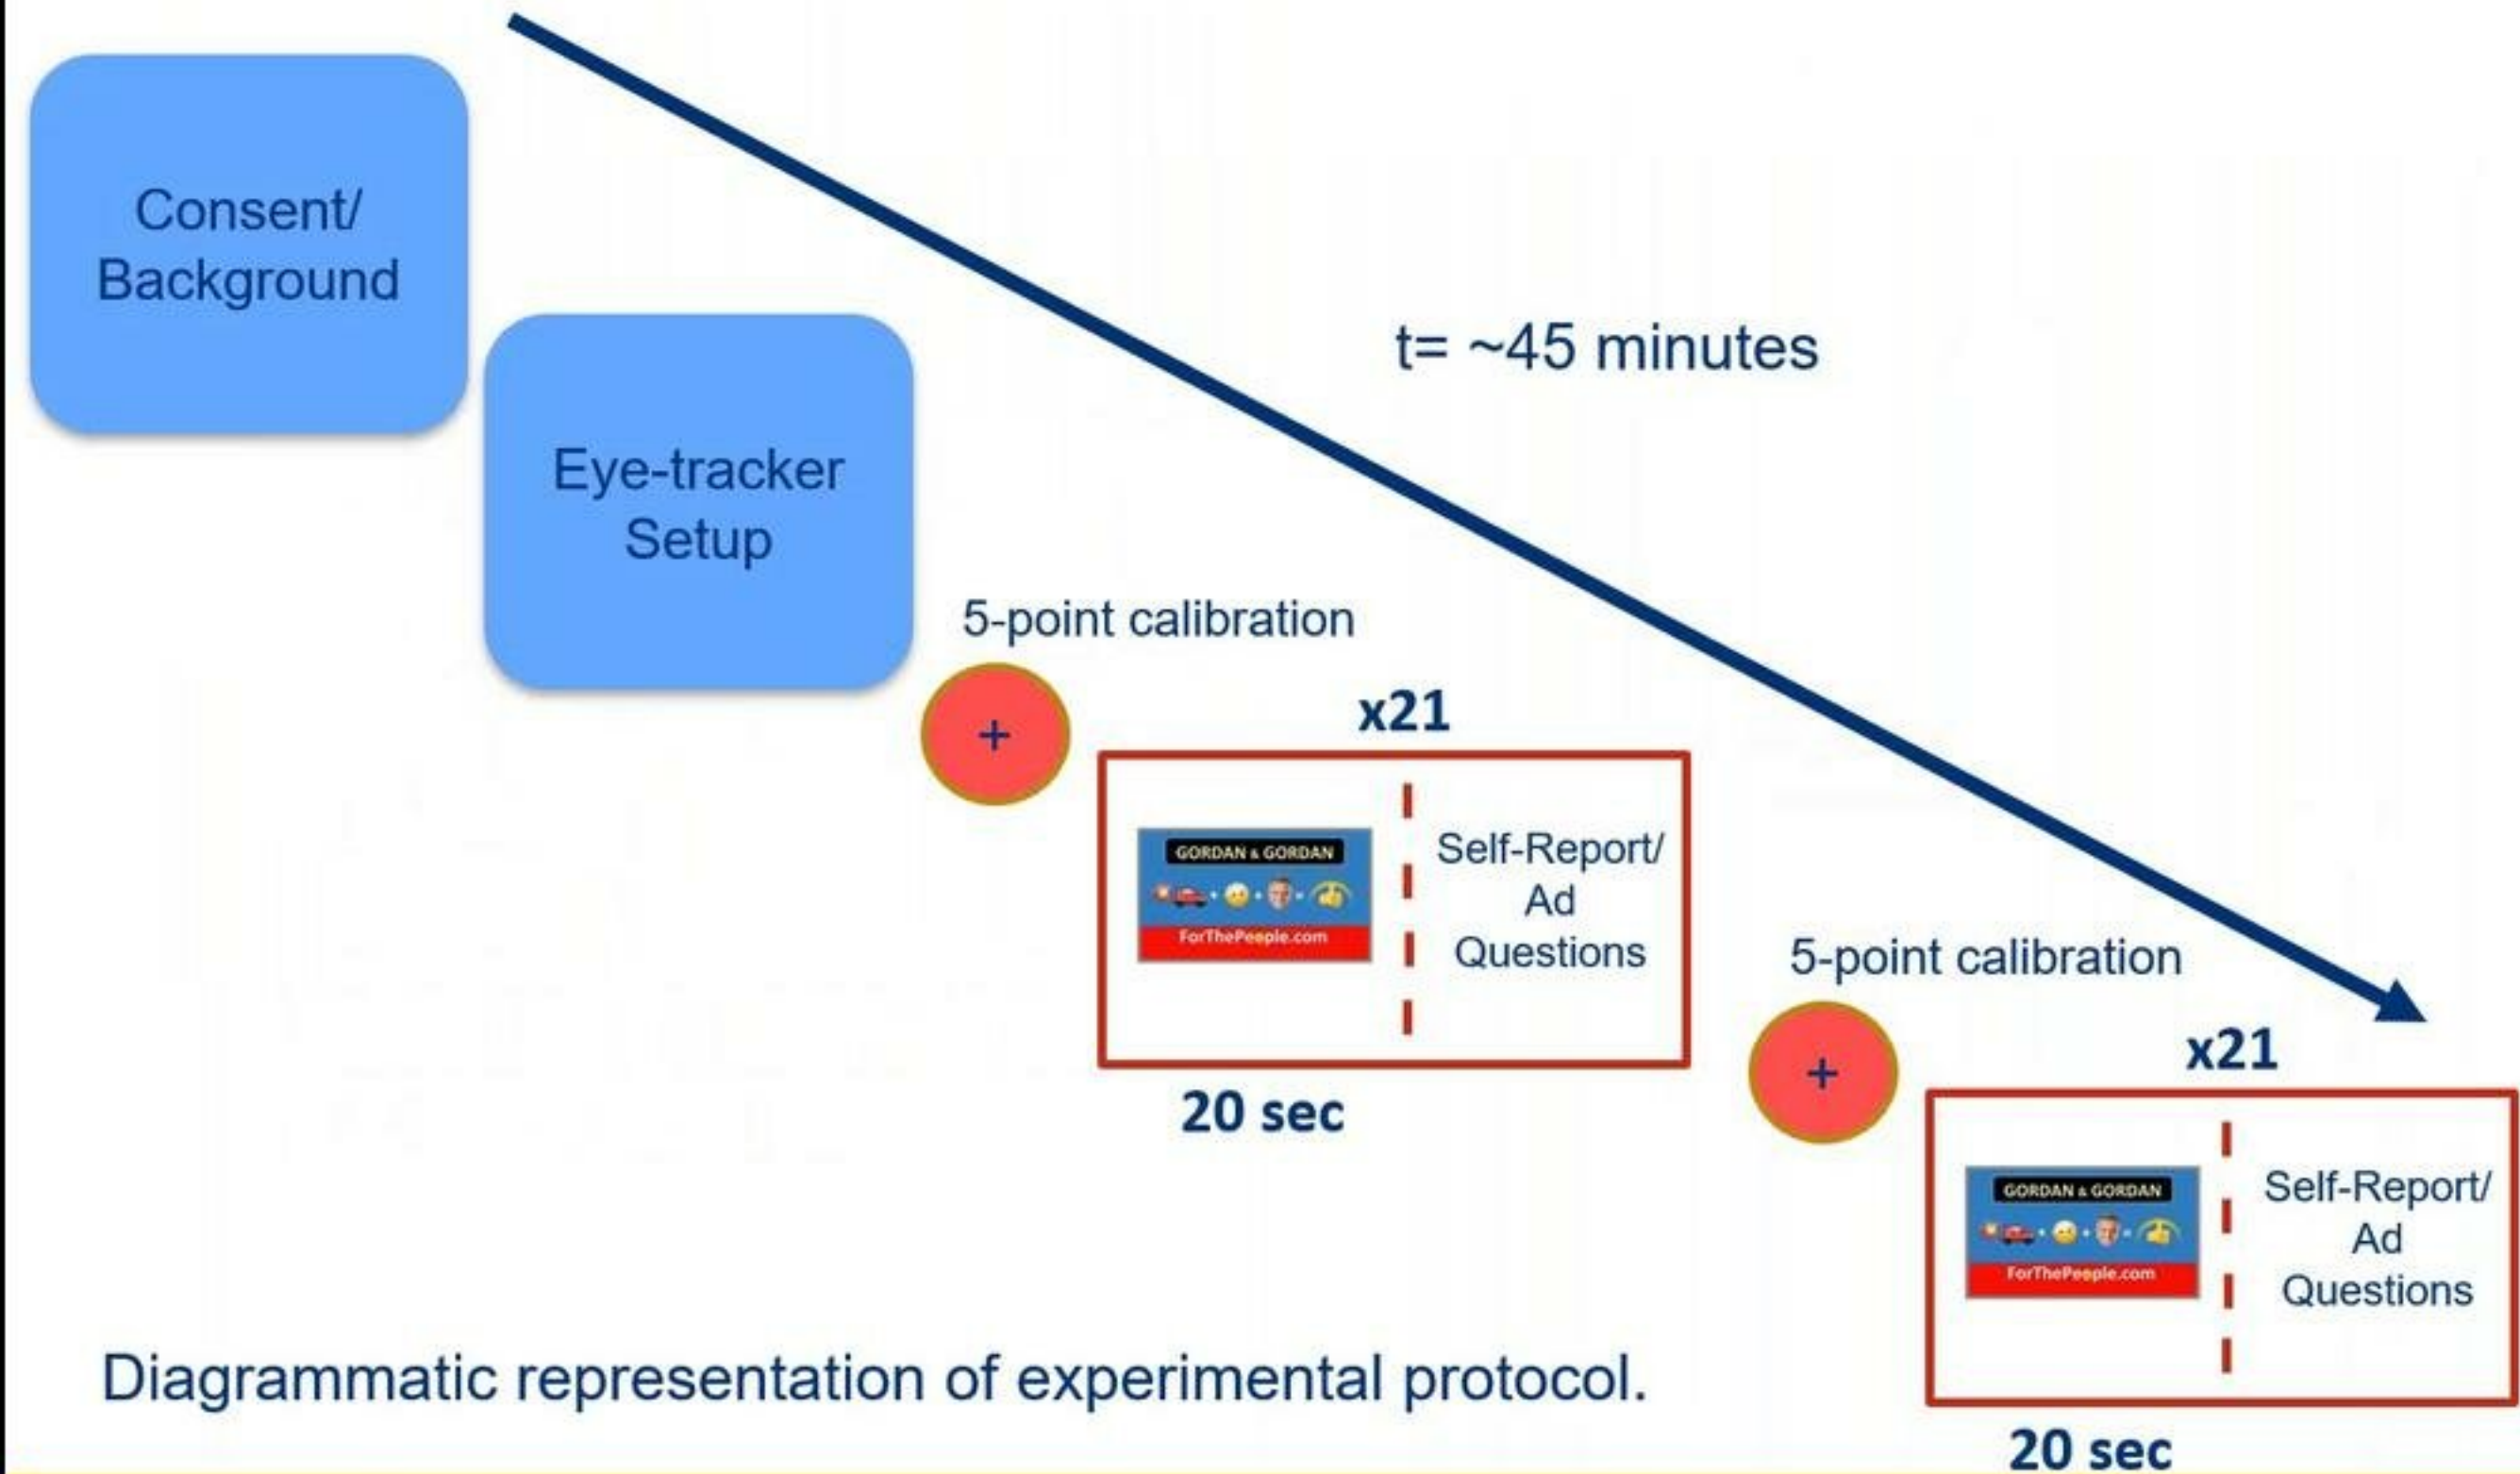 Consent/
Background
t= ~45 minutes
Eye-tracker
Setup
5-point calibration
+
x21
GORDAN & GORDAN
ForThePeeple.com
Self-Report/
Ad
Questions
20 sec
5-point calibration
+
x21
GORDAN & GORDAN
ForThePeeple.com
Self-Report/
Ad
Questions
20 sec
Diagrammatic representation of experimental protocol.